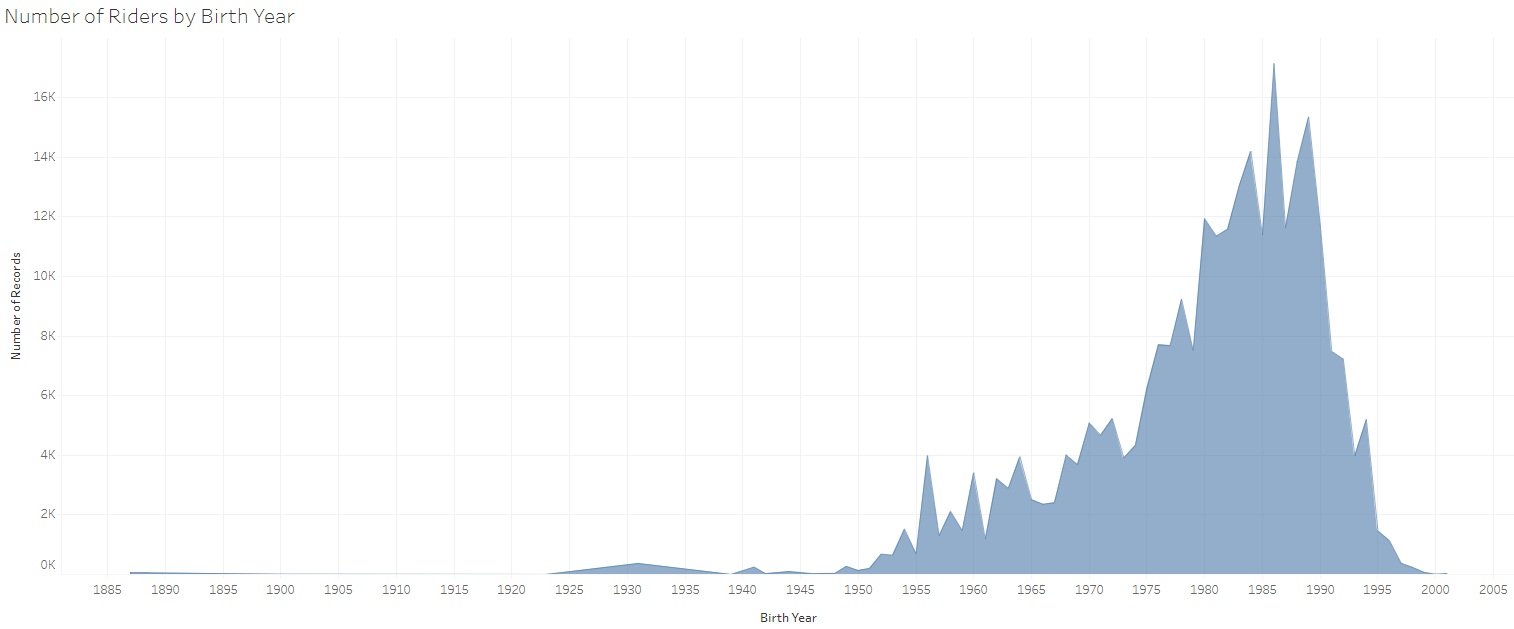 Number of Riders by Birth Year
16K
14K
12K
10K
8K
6K
4K
2K
0K
Number of Records
1885 1890 1895 1900 1905 1910 1915 1920 1925 1930 1935 1940 1945 1950 1955 1960 1965 1970 1975 1980 1985 1990 1995 2000 2005
Birth Year